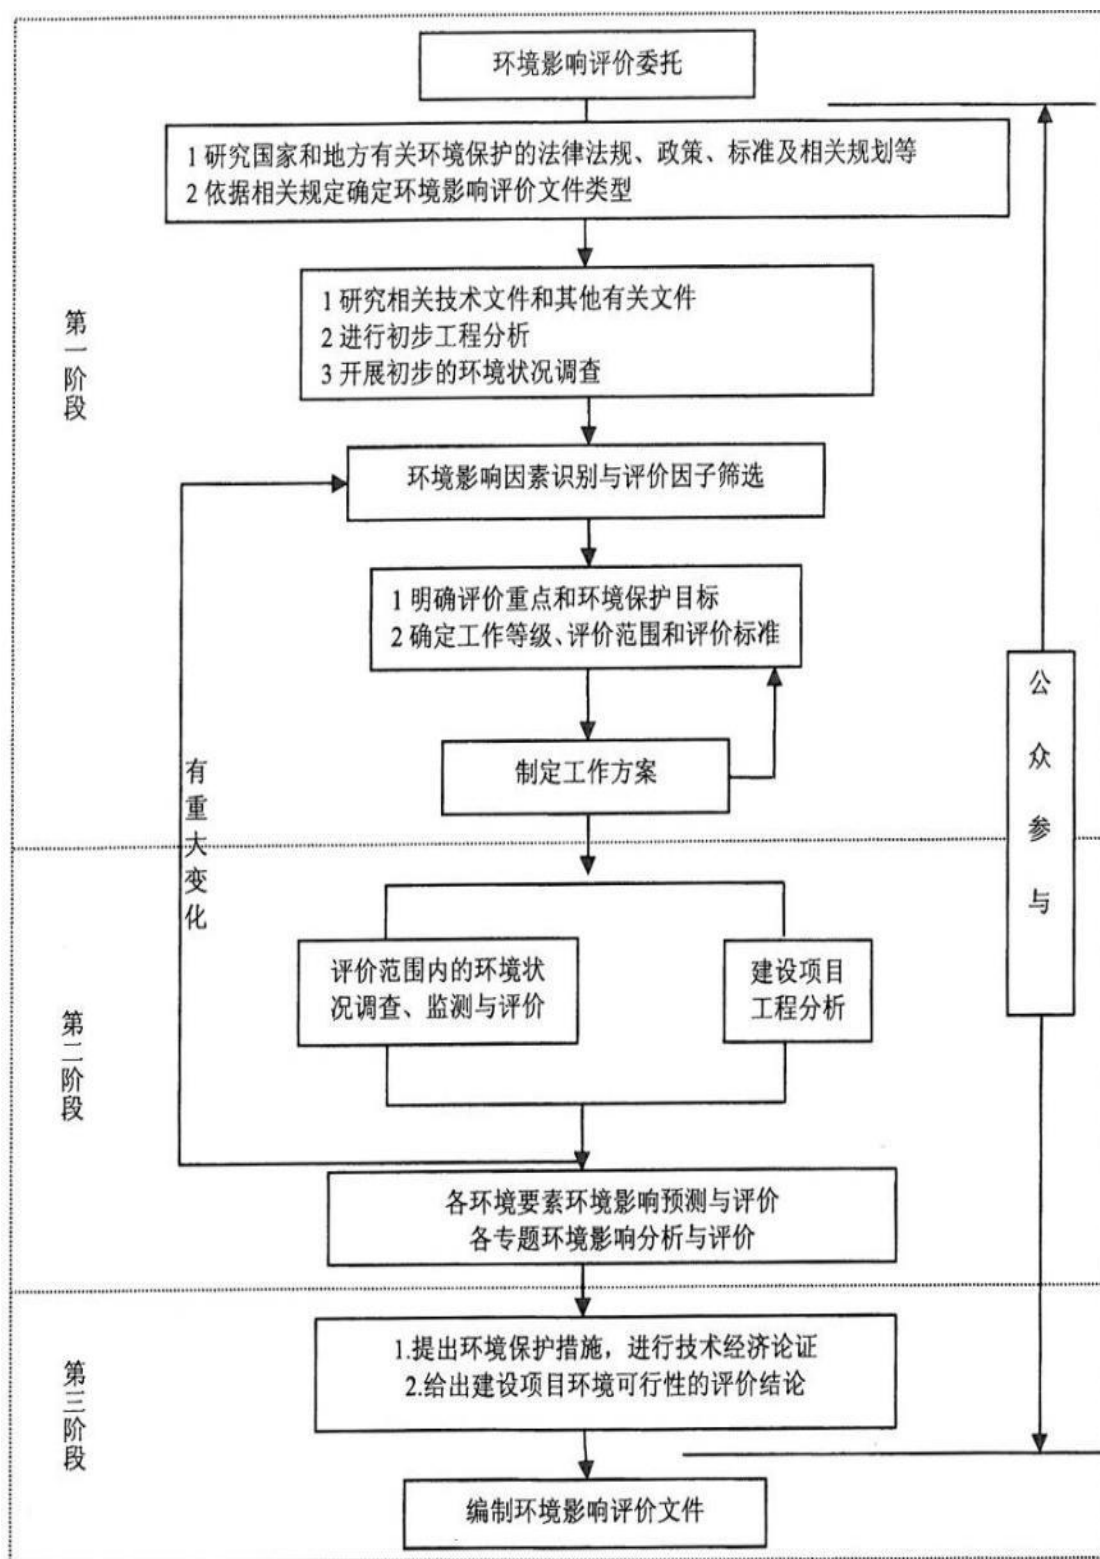 环境影响评价委托
1 研究国家和地方有关环境保护的法律法规、政策、标准及相关规划等
2 依据相关规定确定环境影响评价文件类型
第一阶段
1 研究相关技术文件和其他有关文件
2 进行初步工程分析
3 开展初步的环境状况调查
环境影响因素识别与评价因子筛选
1 明确评价重点和环境保护目标
2 确定工作等级、评价范围和评价标准
公众参与
制定工作方案
有重大变化
第二阶段
评价范围内的环境状
况调查、监测与评价
建设项目
工程分析
各环境要素环境影响预测与评价
各专题环境影响分析与评价
第三阶段
1.提出环境保护措施，进行技术经济论证
2.给出建设项目环境可行性的评价结论
编制环境影响评价文件